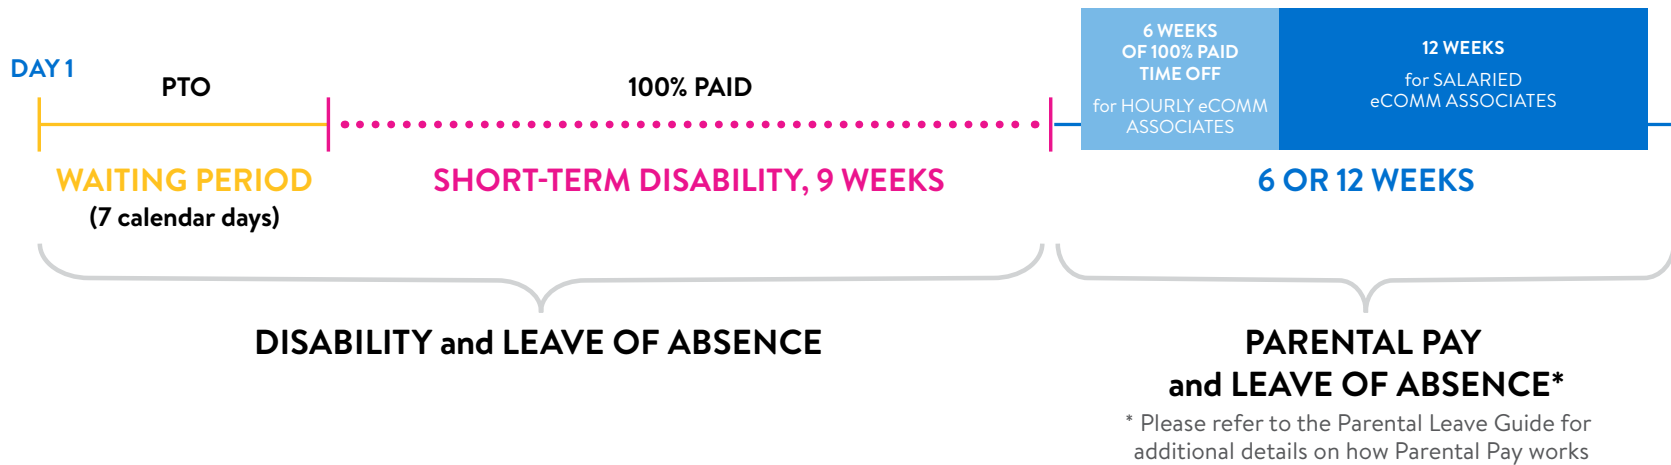 DAY 1
PTO
100% PAID
6 WEEKS
OF 100% PAID
TIME OFF
for HOURLY eCOMM
ASSOCIATES
12 WEEKS
for SALARIED
eCOMM ASSOCIATES
WAITING PERIOD
(7 calendar days)
SHORT-TERM DISABILITY, 9 WEEKS
6 OR 12 WEEKS
DISABILITY and LEAVE OF ABSENCE
PARENTAL PAY
and LEAVE OF ABSENCE*
* Please refer to the Parental Leave Guide for
additional details on how Parental Pay works